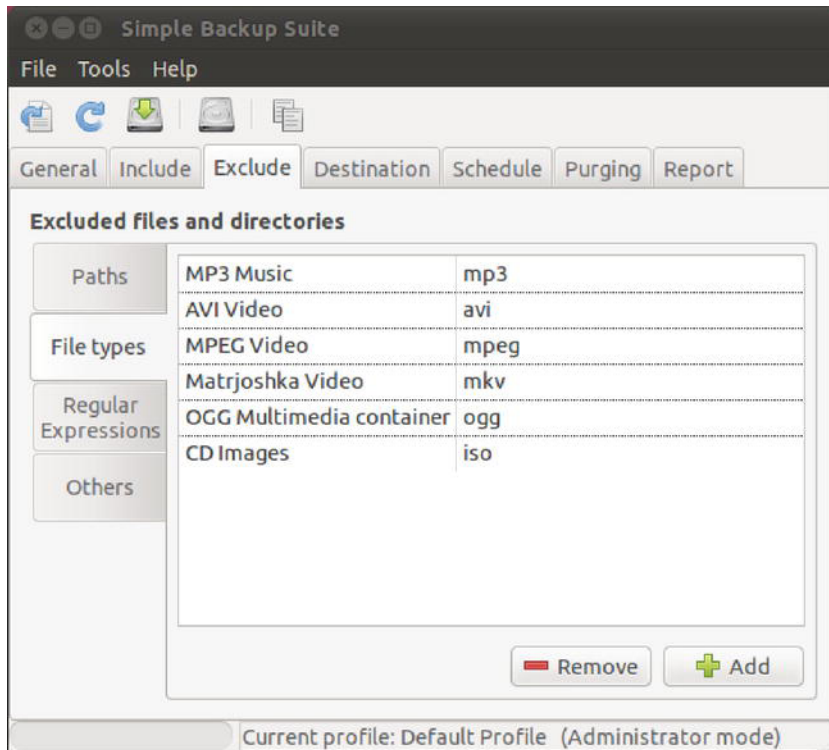 Simple Backup Suite
File Tools Help
General Include Exclude Destination Schedule Purging Report
Excluded files and directories
Paths
File types
Regular
Expressions
Others
MP3 Music mp3
AVI Video avi
MPEG Video mpeg
Matrjoshka Video mkv
OGG Multimedia container ogg
CD Images iso
Remove Add
Current profile: Default Profile (Administrator mode)